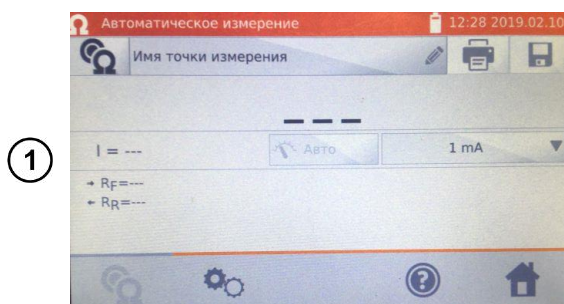 Автоматическое измерение 12:28 2019.02.10
Имя точки измерения
---
1
I = --- Авто 1 mA
RF=---
RR=---